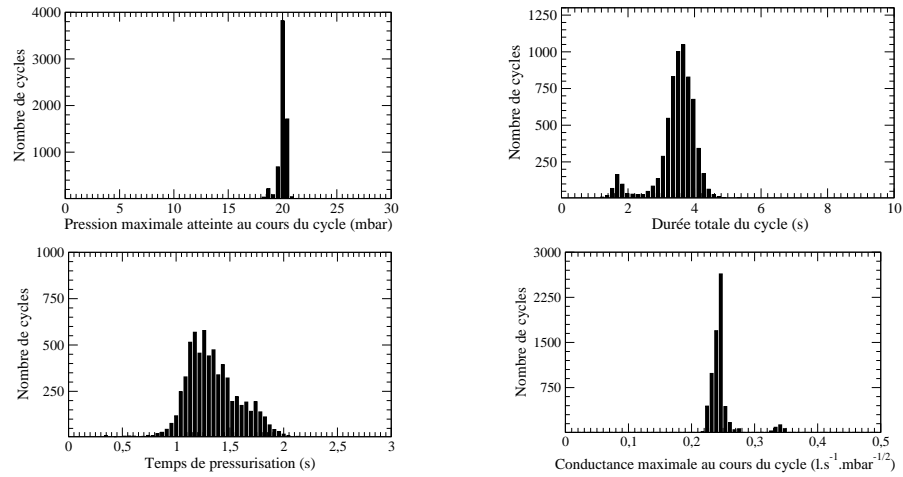 4000
3000
2000
1000
Nombre de cycles
0 5 10 15 20 25 30
Pression maximale atteinte au cours du cycle (mbar)
1250
1000
750
500
250
Nombre de cycles
0 2 4 6 8 10
Durée totale du cycle (s)
1000
750
500
250
Nombre de cycles
0 0,5 1 1,5 2 2,5 3
Temps de pressurisation (s)
3000
2250
1500
750
Nombre de cycles
0 0,1 0,2 0,3 0,4 0,5
Conductance maximale au cours du cycle (l.s⁻¹.mbar⁻¹/²)